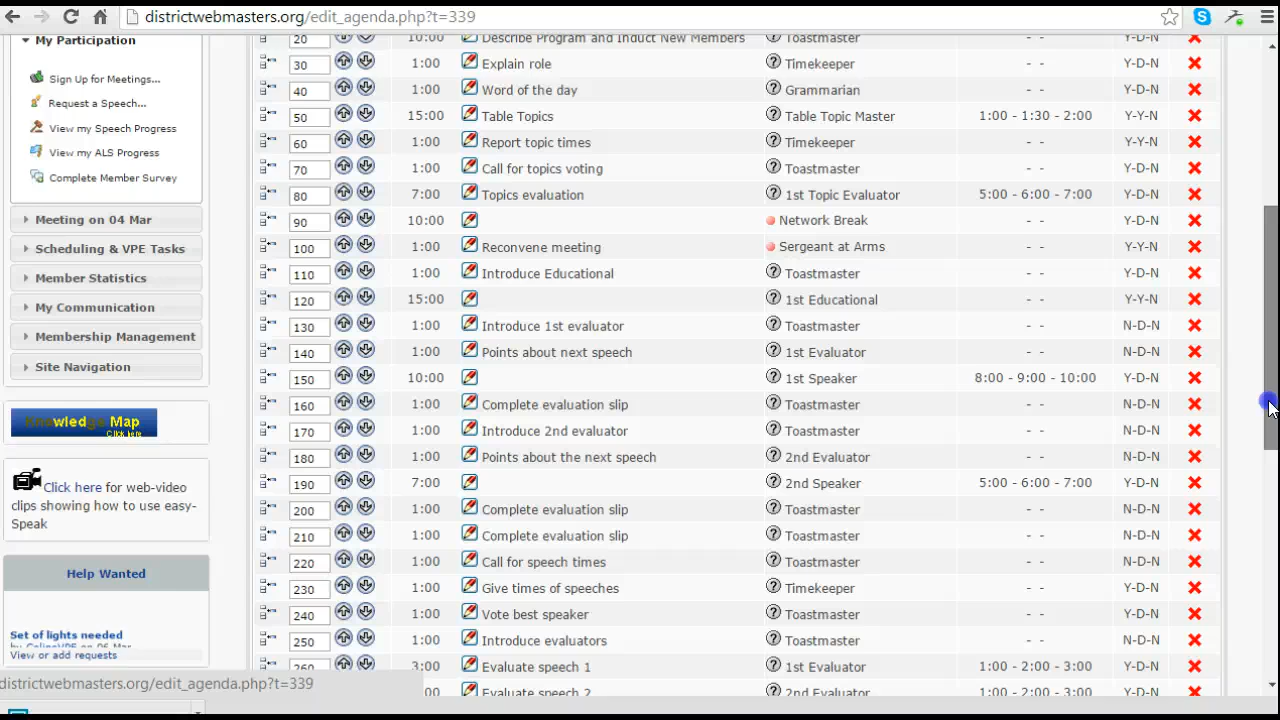 districtwebmasters.org/edit_agenda.php?t=339
My Participation
Sign Up for Meetings...
Request a Speech...
View my Speech Progress
View my ALS Progress
Complete Member Survey
Meeting on 04 Mar
Scheduling & VPE Tasks
Member Statistics
My Communication
Membership Management
Site Navigation
Knowledge Map
Click here
Click here for web-video
clips showing how to use easy-
Speak
Help Wanted
Set of lights needed
by ColinaVPE on 06 Mar
View or add requests
20 10:00 Describe Program and Induct New Members Toastmaster - - Y-D-N
30 1:00 Explain role Timekeeper - - Y-D-N
40 1:00 Word of the day Grammarian - - Y-D-N
50 15:00 Table Topics Table Topic Master 1:00 - 1:30 - 2:00 Y-Y-N
60 1:00 Report topic times Timekeeper - - Y-Y-N
70 1:00 Call for topics voting Toastmaster - - Y-D-N
80 7:00 Topics evaluation 1st Topic Evaluator 5:00 - 6:00 - 7:00 Y-D-N
90 10:00 Network Break - - Y-D-N
100 1:00 Reconvene meeting Sergeant at Arms - - Y-Y-N
110 1:00 Introduce Educational Toastmaster - - Y-D-N
120 15:00 1st Educational - - Y-Y-N
130 1:00 Introduce 1st evaluator Toastmaster - - N-D-N
140 1:00 Points about next speech 1st Evaluator - - N-D-N
150 10:00 1st Speaker 8:00 - 9:00 - 10:00 Y-D-N
160 1:00 Complete evaluation slip Toastmaster - - N-D-N
170 1:00 Introduce 2nd evaluator Toastmaster - - N-D-N
180 1:00 Points about the next speech 2nd Evaluator - - N-D-N
190 7:00 2nd Speaker 5:00 - 6:00 - 7:00 Y-D-N
200 1:00 Complete evaluation slip Toastmaster - - N-D-N
210 1:00 Complete evaluation slip Toastmaster - - N-D-N
220 1:00 Call for speech times Toastmaster - - N-D-N
230 1:00 Give times of speeches Timekeeper - - Y-D-N
240 1:00 Vote best speaker Toastmaster - - Y-D-N
250 1:00 Introduce evaluators Toastmaster - - N-D-N
260 3:00 Evaluate speech 1 1st Evaluator 1:00 - 2:00 - 3:00 Y-D-N
:00 Evaluate speech 2 2nd Evaluator 1:00 - 2:00 - 3:00 Y-D-N
districtwebmasters.org/edit_agenda.php?t=339